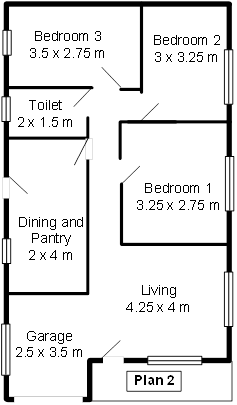 Bedroom 3
3.5 x 2.75 m
Bedroom 2
3 x 3.25 m
Toilet
2 x 1.5 m
Bedroom 1
3.25 x 2.75 m
Dining and
Pantry
2 x 4 m
Living
4.25 x 4 m
Garage
2.5 x 3.5 m
Plan 2